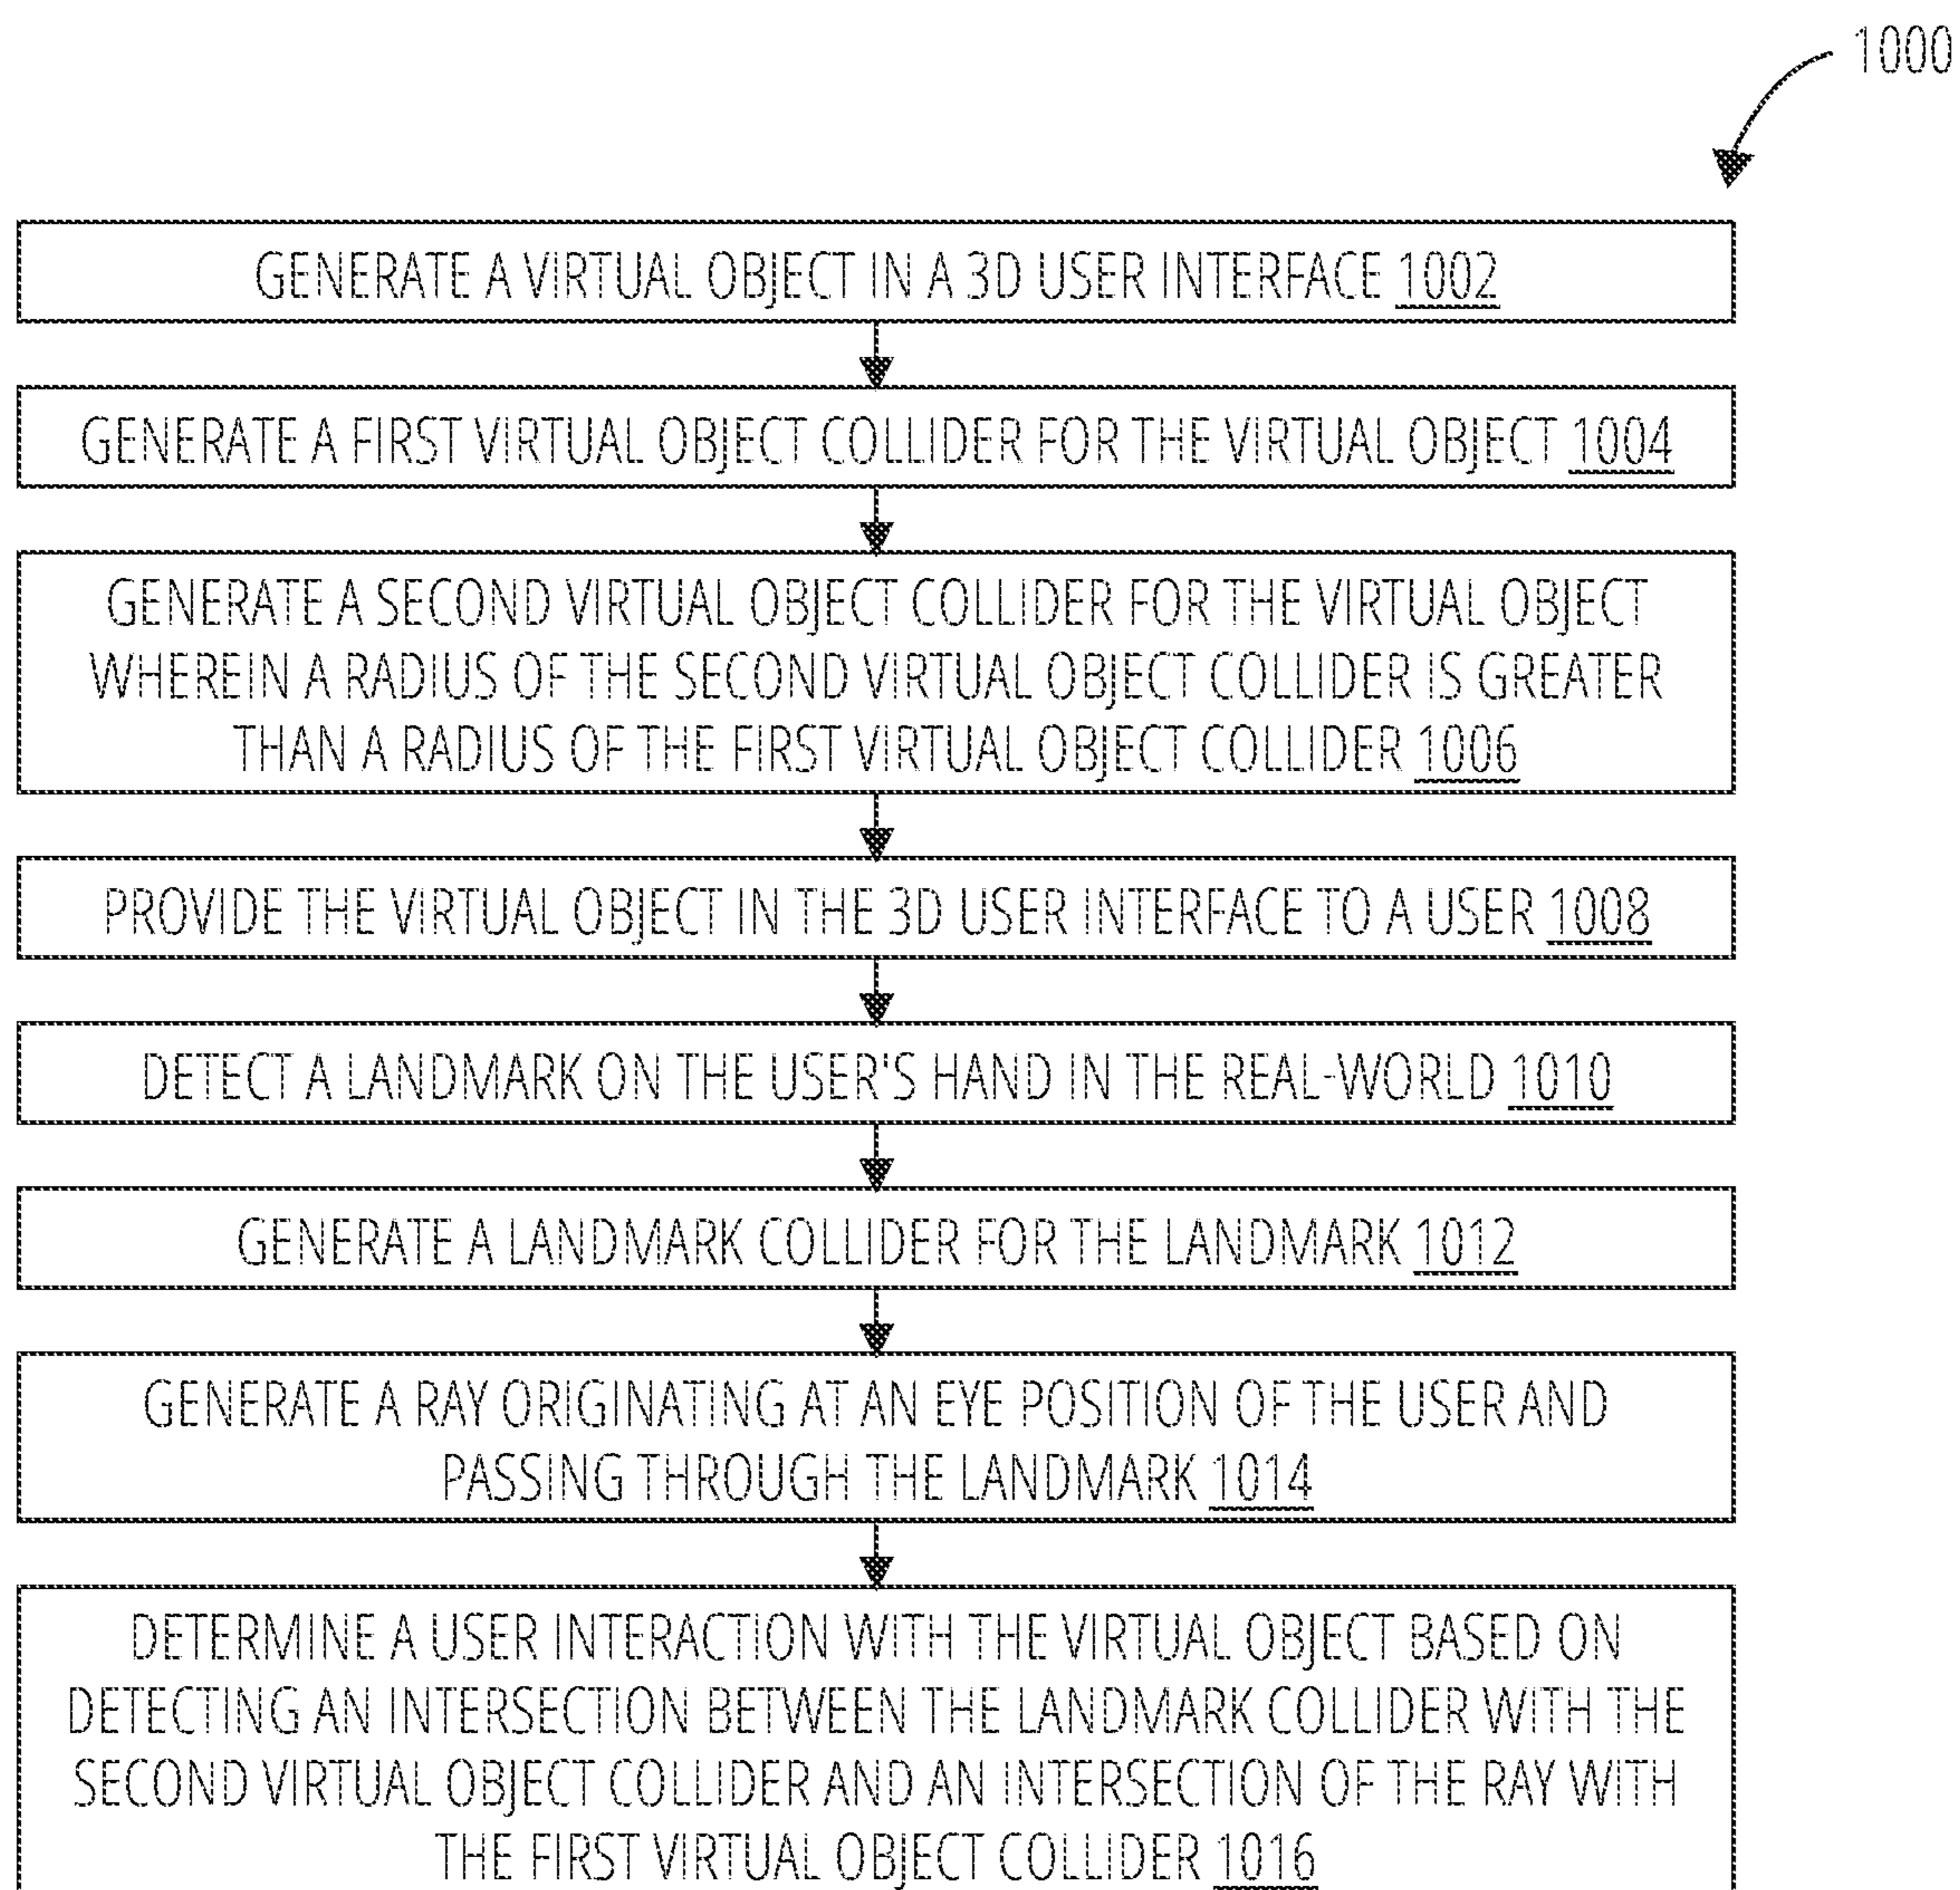 1000
GENERATE A VIRTUAL OBJECT IN A 3D USER INTERFACE 1002
GENERATE A FIRST VIRTUAL OBJECT COLLIDER FOR THE VIRTUAL OBJECT 1004
GENERATE A SECOND VIRTUAL OBJECT COLLIDER FOR THE VIRTUAL OBJECT
WHEREIN A RADIUS OF THE SECOND VIRTUAL OBJECT COLLIDER IS GREATER
THAN A RADIUS OF THE FIRST VIRTUAL OBJECT COLLIDER 1006
PROVIDE THE VIRTUAL OBJECT IN THE 3D USER INTERFACE TO A USER 1008
DETECT A LANDMARK ON THE USER'S HAND IN THE REAL-WORLD 1010
GENERATE A LANDMARK COLLIDER FOR THE LANDMARK 1012
GENERATE A RAY ORIGINATING AT AN EYE POSITION OF THE USER AND
PASSING THROUGH THE LANDMARK 1014
DETERMINE A USER INTERACTION WITH THE VIRTUAL OBJECT BASED ON
DETECTING AN INTERSECTION BETWEEN THE LANDMARK COLLIDER WITH THE
SECOND VIRTUAL OBJECT COLLIDER AND AN INTERSECTION OF THE RAY WITH
THE FIRST VIRTUAL OBJECT COLLIDER 1016